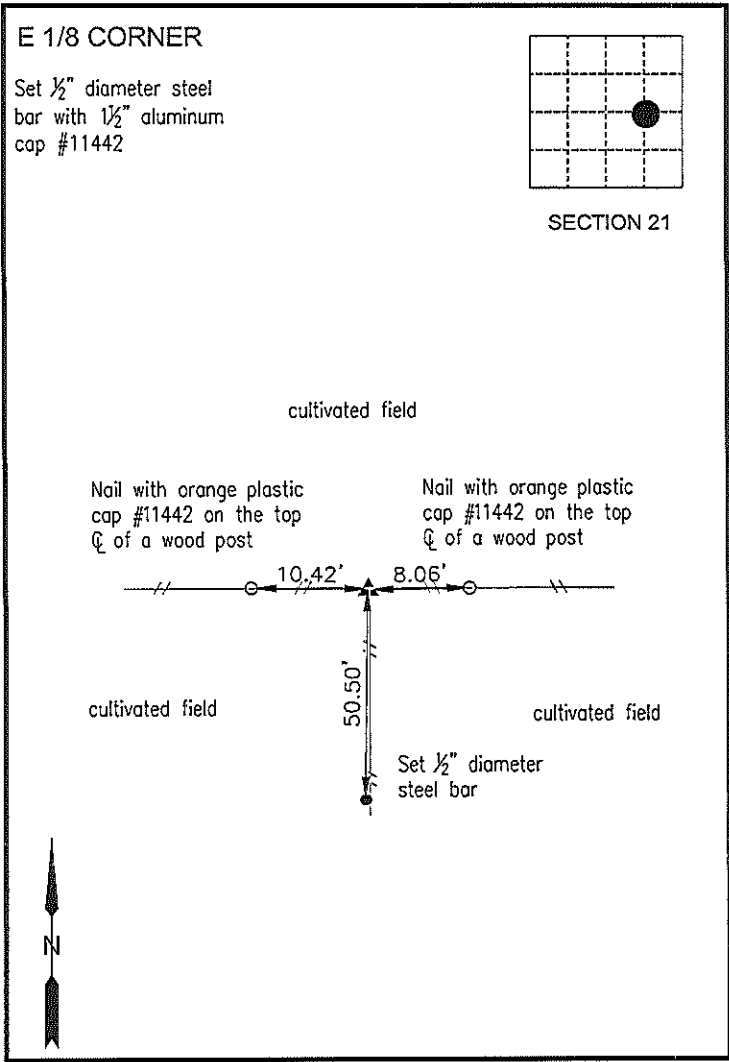 E 1/8 CORNER
Set ½" diameter steel
bar with 1½" aluminum
cap #11442
SECTION 21
cultivated field
Nail with orange plastic
cap #11442 on the top
℄ of a wood post
Nail with orange plastic
cap #11442 on the top
℄ of a wood post
10.42'
8.06'
50.50'
cultivated field
cultivated field
Set ½" diameter
steel bar
N